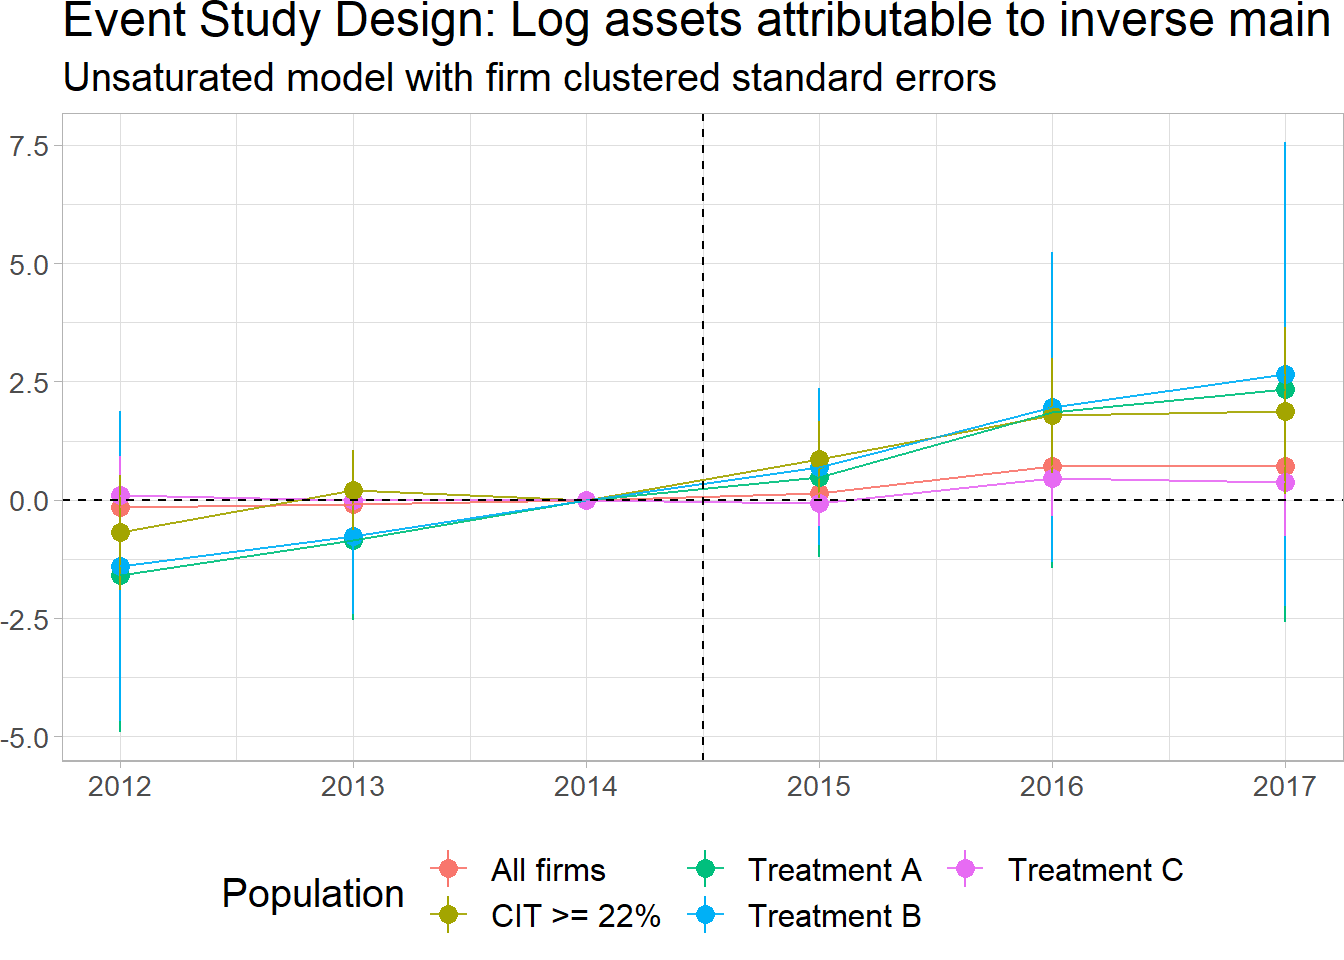 Event Study Design: Log assets attributable to inverse main
Unsaturated model with firm clustered standard errors
7.5
5.0
2.5
0.0
-2.5
-5.0
2012 2013 2014 2015 2016 2017
Population
All firms Treatment A Treatment C
CIT >= 22% Treatment B